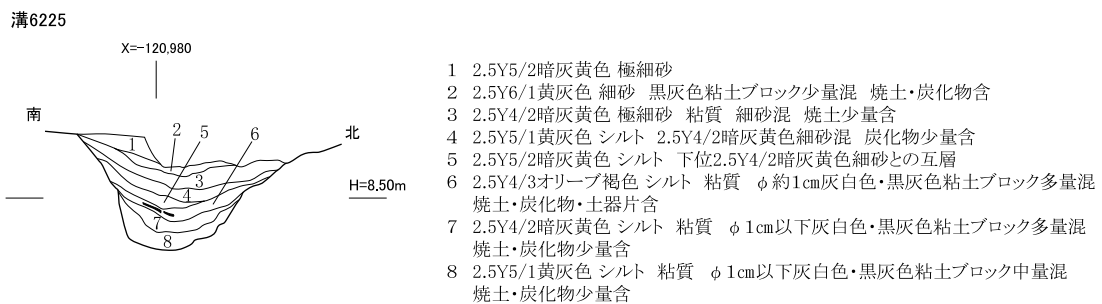 溝6225
X=-120,980
南
北
H=8,50m
1
2
5
6
3
4
7
8
1 2.5Y5/2暗灰黄色 極細砂
2 2.5Y6/1黄灰色 細砂 黒灰色粘土ブロック少量混 焼土・炭化物含
3 2.5Y4/2暗灰黄色 極細砂 粘質 細砂混 焼土少量含
4 2.5Y5/1黄灰色 シルト 2.5Y4/2暗灰黄色細砂混 炭化物少量含
5 2.5Y5/2暗灰黄色 シルト 下位2.5Y4/2暗灰黄色細砂との互層
6 2.5Y4/3オリーブ褐色 シルト 粘質 φ約1cm灰白色・黒灰色粘土ブロック多量混
焼土・炭化物・土器片含
7 2.5Y4/2暗灰黄色 シルト 粘質 φ1cm以下灰白色・黒灰色粘土ブロック多量混
焼土・炭化物少量含
8 2.5Y5/1黄灰色 シルト 粘質 φ1cm以下灰白色・黒灰色粘土ブロック中量混
焼土・炭化物少量含